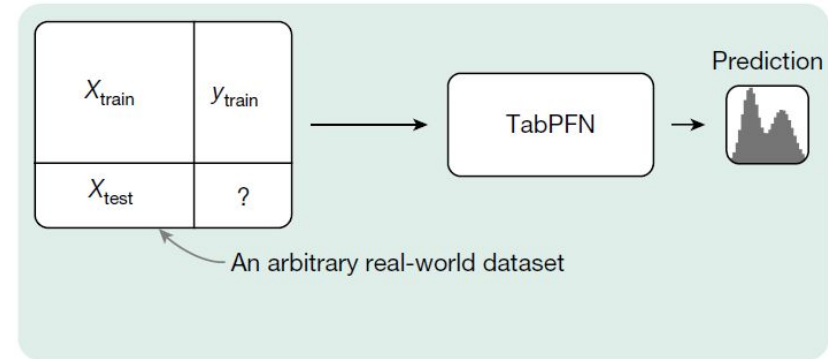 X_train
y_train
X_test
?
TabPFN
Prediction
An arbitrary real-world dataset